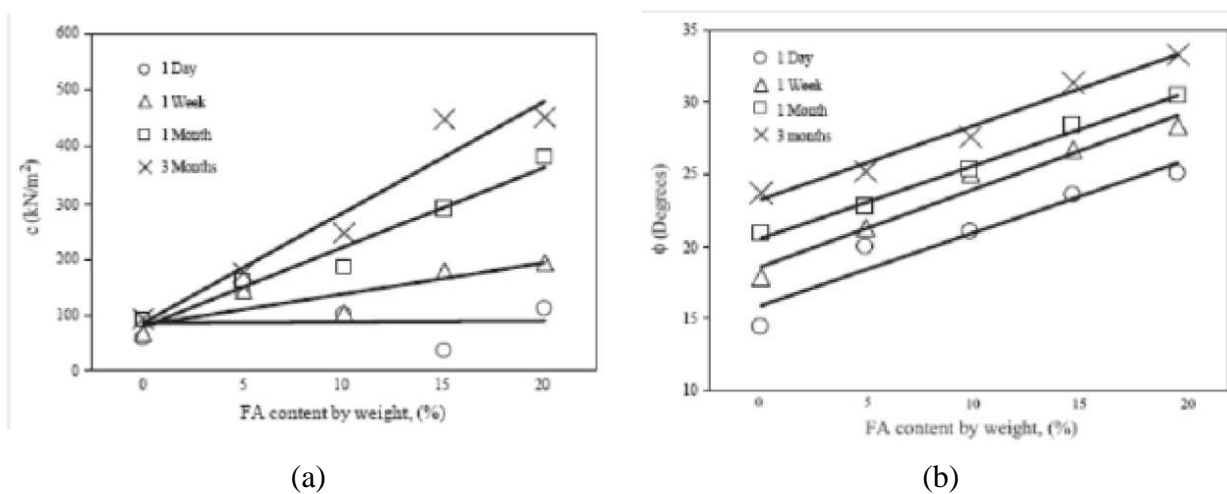 600
500
400
300
200
100
0
c (kN/m²)
1 Day
1 Week
1 Month
3 Months
0 5 10 15 20
FA content by weight, (%)
(a)
35
30
25
20
15
10
ϕ (Degrees)
1 Day
1 Week
1 Month
3 months
0 5 10 15 20
FA content by weight, (%)
(b)